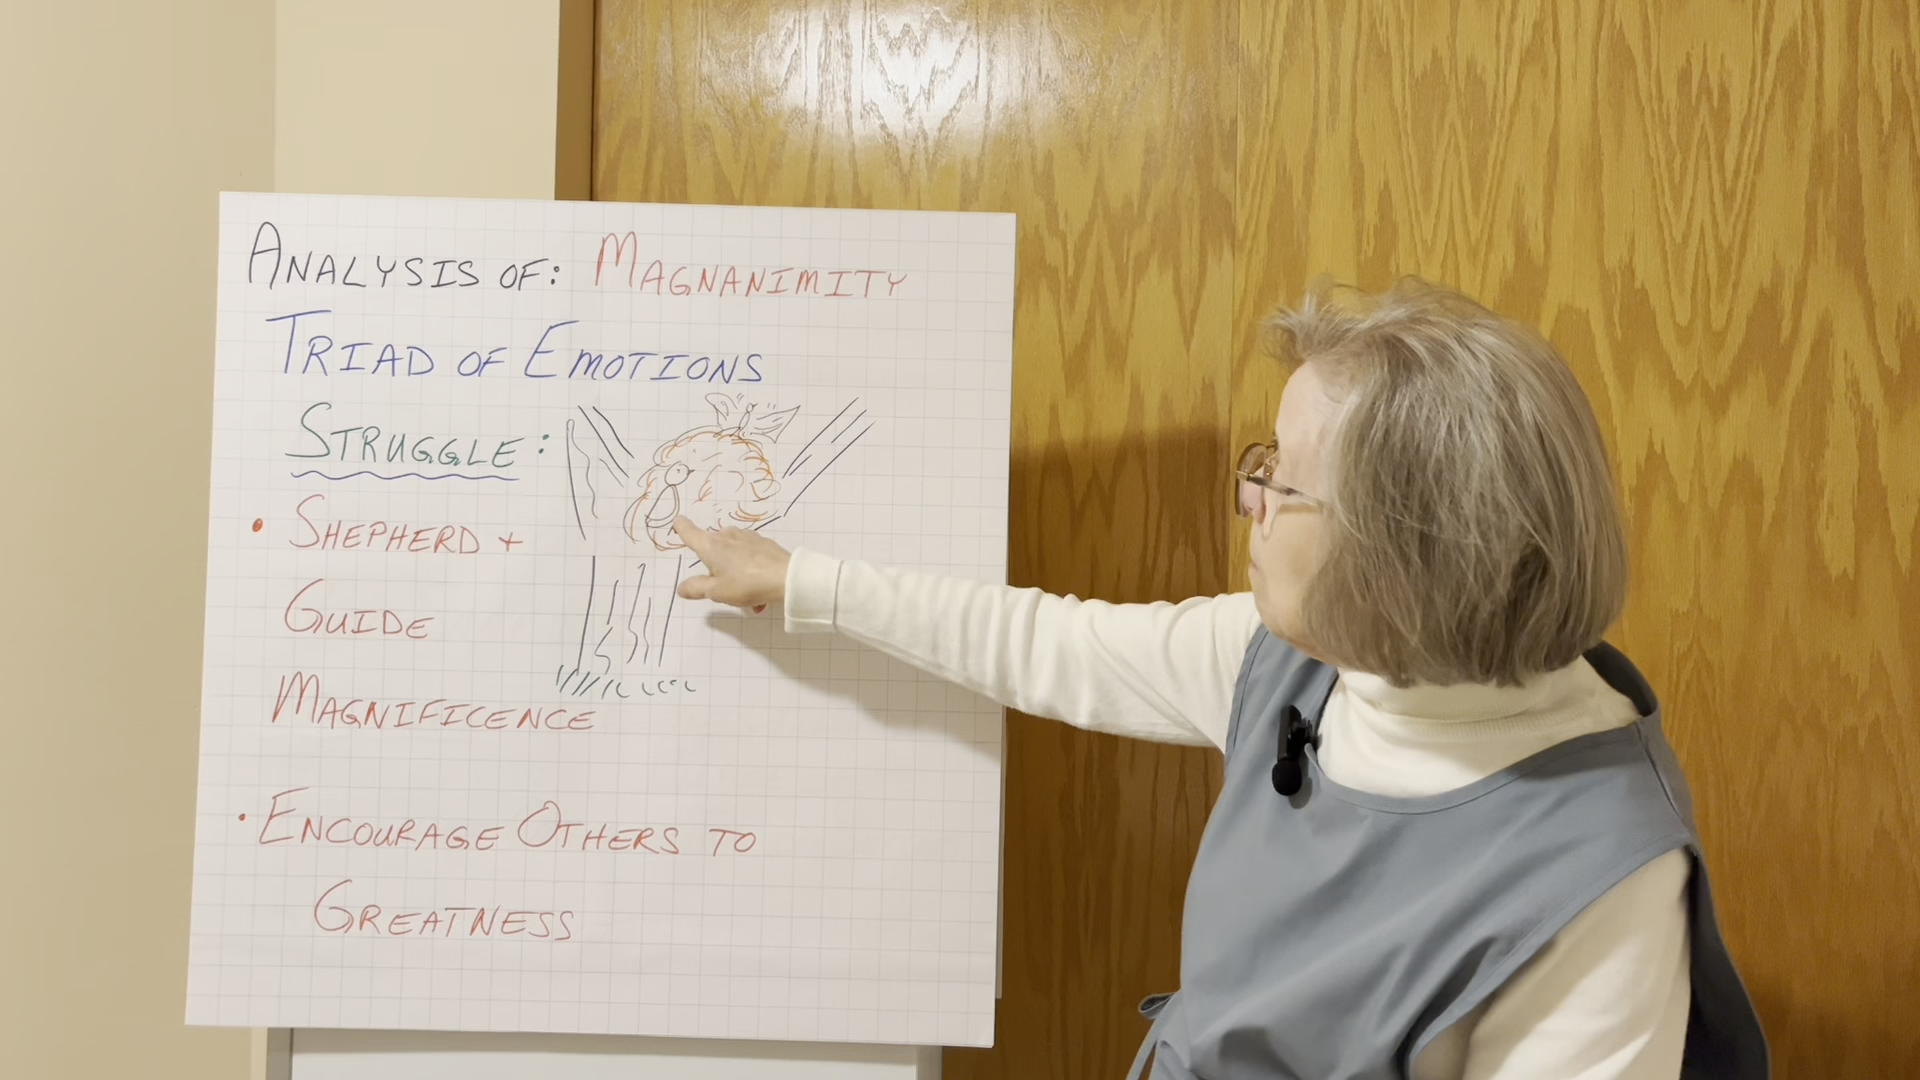 ANALYSIS OF: MAGNANIMITY
TRIAD OF EMOTIONS
STRUGGLE:
• SHEPHERD +
GUIDE
MAGNIFICENCE
• ENCOURAGE OTHERS TO
GREATNESS